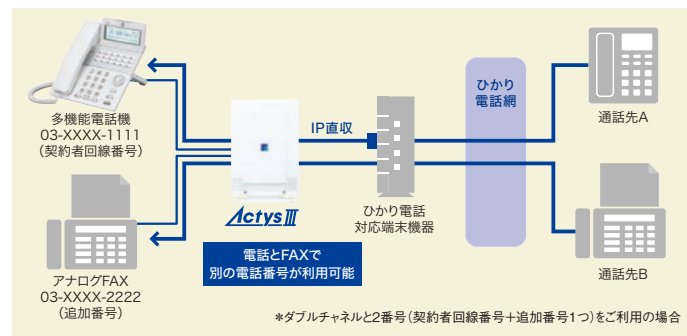 多機能電話機
03-XXXX-1111
（契約者回線番号）
アナログFAX
03-XXXX-2222
（追加番号）
Actys III
電話とFAXで
別の電話番号が利用可能
IP直収
ひかり電話
対応端末機器
ひかり
電話網
通話先A
通話先B
＊ダブルチャネルと2番号（契約者回線番号＋追加番号1つ）をご利用の場合